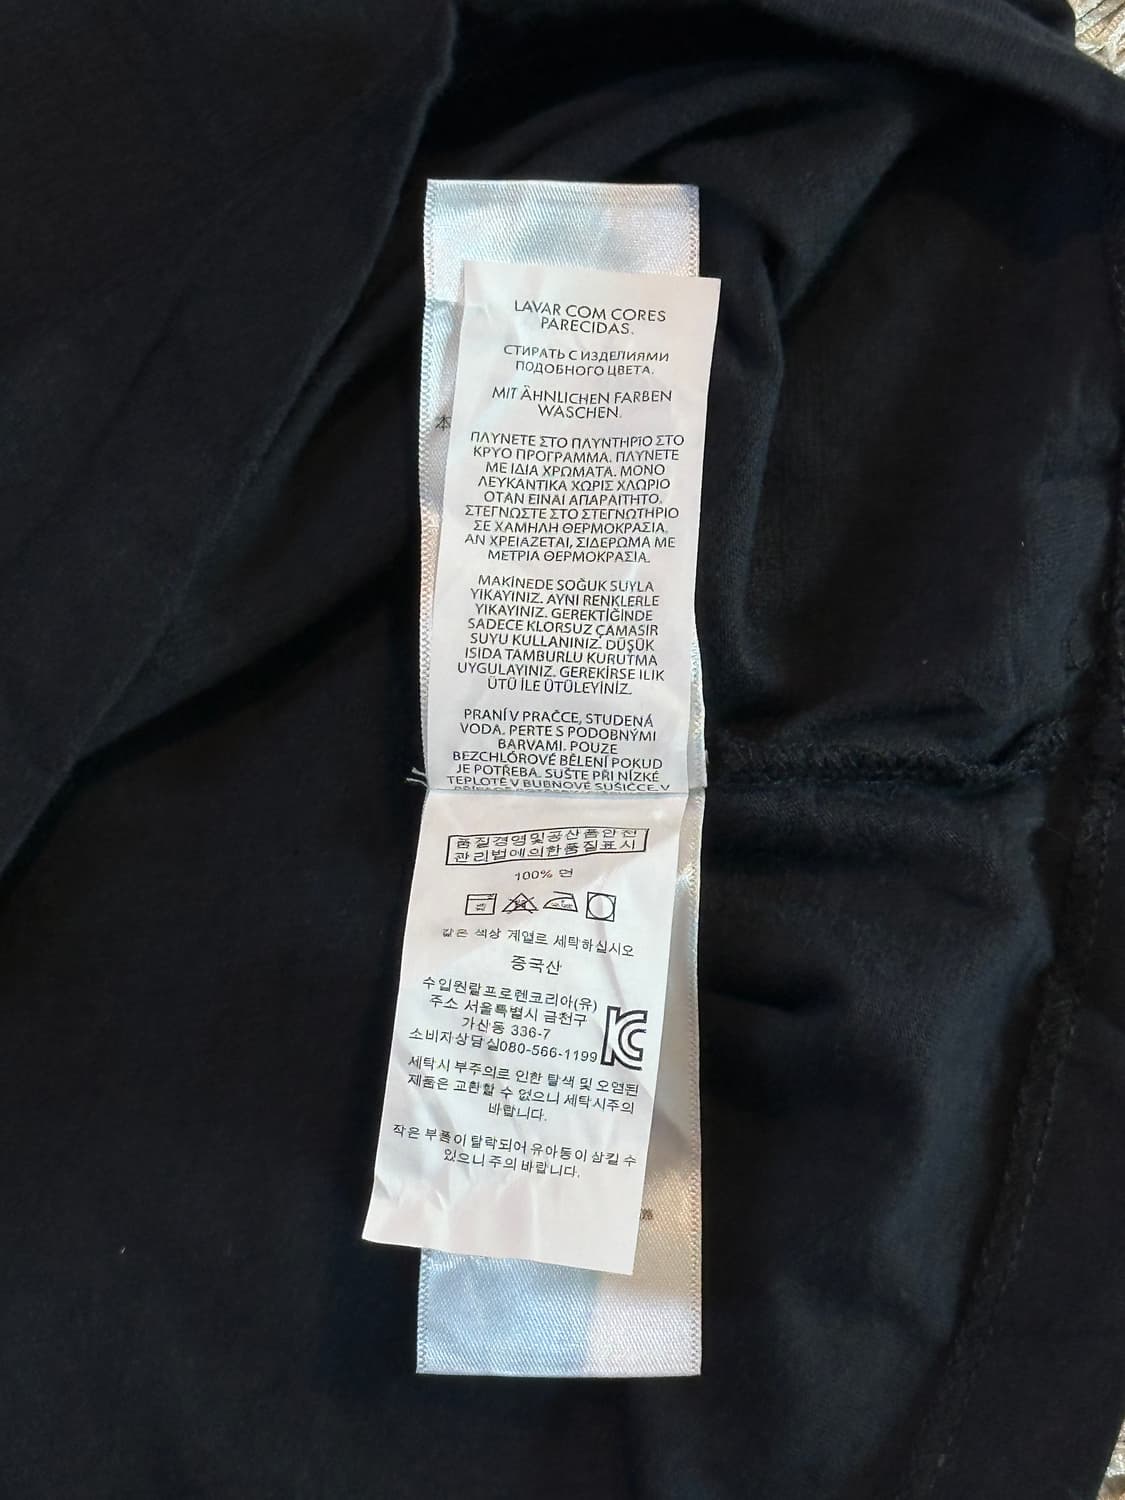 LAVAR COM CORES
PARECIDAS.
СТИРАТЬ С ИЗДЕЛИЯМИ
ПОДОБНОГО ЦВЕТА.
MIT ÄHNLICHEN FARBEN
WASCHEN.
ΠΛΥΝΕΤΕ ΣΤΟ ΠΛΥΝΤΗΡΙΟ ΣΤΟ
ΚΡΥΟ ΠΡΟΓΡΑΜΜΑ. ΠΛΥΝΕΤΕ
ΜΕ ΙΔΙΑ ΧΡΩΜΑΤΑ. ΜΟΝΟ
ΛΕΥΚΑΝΤΙΚΑ ΧΩΡΙΣ ΧΛΩΡΙΟ
ΟΤΑΝ ΕΙΝΑΙ ΑΠΑΡΑΙΤΗΤΟ.
ΣΤΕΓΝΩΣΤΕ ΣΤΟ ΣΤΕΓΝΩΤΗΡΙΟ
ΣΕ ΧΑΜΗΛΗ ΘΕΡΜΟΚΡΑΣΙΑ.
ΑΝ ΧΡΕΙΑΖΕΤΑΙ, ΣΙΔΕΡΩΜΑ ΜΕ
ΜΕΤΡΙΑ ΘΕΡΜΟΚΡΑΣΙΑ.
MAKİNEDE SOĞUK SUYLA
YIKAYINIZ. AYNI RENKLERLE
YIKAYINIZ. GEREKTİĞİNDE
SADECE KLORSUZ ÇAMASIR
SUYU KULLANINIZ. DÜŞÜK
ISIDA TAMBURLU KURUTMA
UYGULAYINIZ. GEREKİRSE ILIK
ÜTÜ İLE ÜTÜLEYİNİZ.
PRANÍ V PRAČCE, STUDENÁ
VODA. PERTE S PODOBNÝMI
BARVAMI. POUZE
BEZCHLÓROVÉ BĚLENÍ POKUD
JE POTŘEBA. SUŠTE PŘI NÍZKÉ
TEPLOTĚ V BUBNOVÉ SUŠIČCE. V
품질경영및공산품안전
관리법에의한품질표시
100% 면
같은 색상 계열로 세탁하십시오
중국산
수입원랄프로렌코리아(유)
주소 서울특별시 금천구
가산동 336-7
소비자상담실080-566-1199
세탁시 부주의로 인한 탈색 및 오염된
제품은 교환할 수 없으니 세탁시주의
바랍니다.
작은 부품이 탈락되어 유아동이 삼킬 수
있으니 주의 바랍니다.